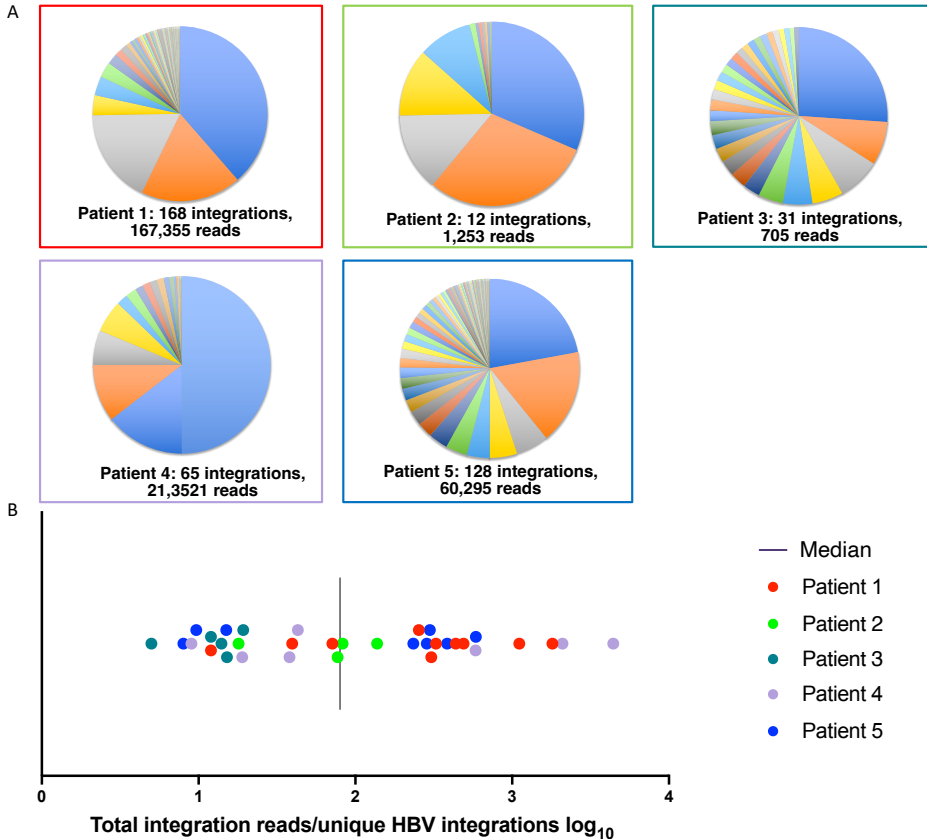 A
Patient 1: 168 integrations,
167,355 reads
Patient 2: 12 integrations,
1,253 reads
Patient 3: 31 integrations,
705 reads
Patient 4: 65 integrations,
21,3521 reads
Patient 5: 128 integrations,
60,295 reads
B
Median
Patient 1
Patient 2
Patient 3
Patient 4
Patient 5
0 1 2 3 4
Total integration reads/unique HBV integrations log10